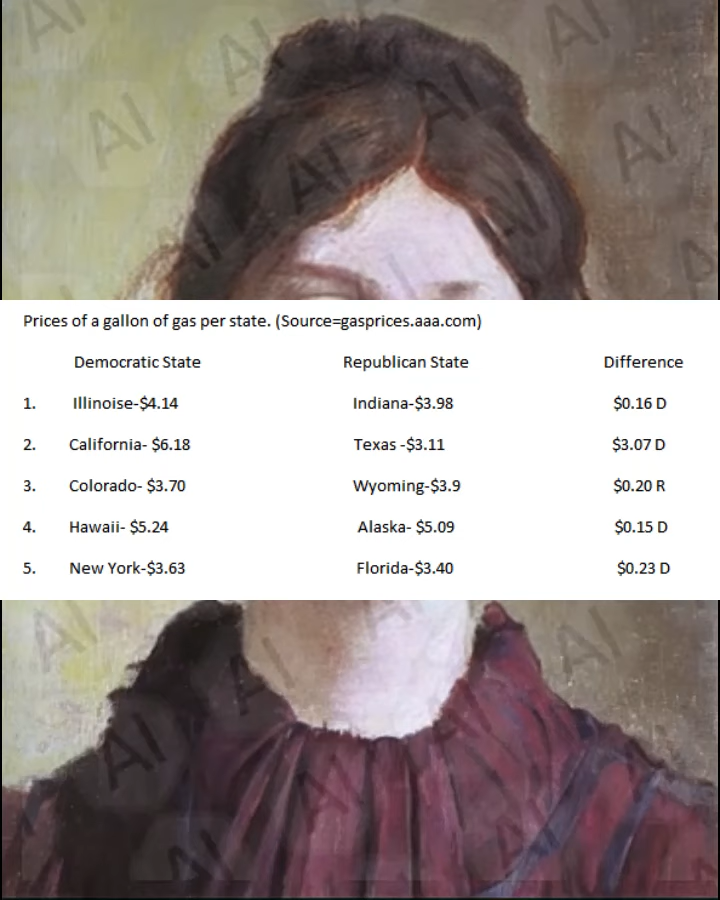 Prices of a gallon of gas per state. (Source=gasprices.aaa.com)
Democratic State Republican State Difference
1. Illinoise-$4.14 Indiana-$3.98 $0.16 D
2. California- $6.18 Texas -$3.11 $3.07 D
3. Colorado- $3.70 Wyoming-$3.9 $0.20 R
4. Hawaii- $5.24 Alaska- $5.09 $0.15 D
5. New York-$3.63 Florida-$3.40 $0.23 D